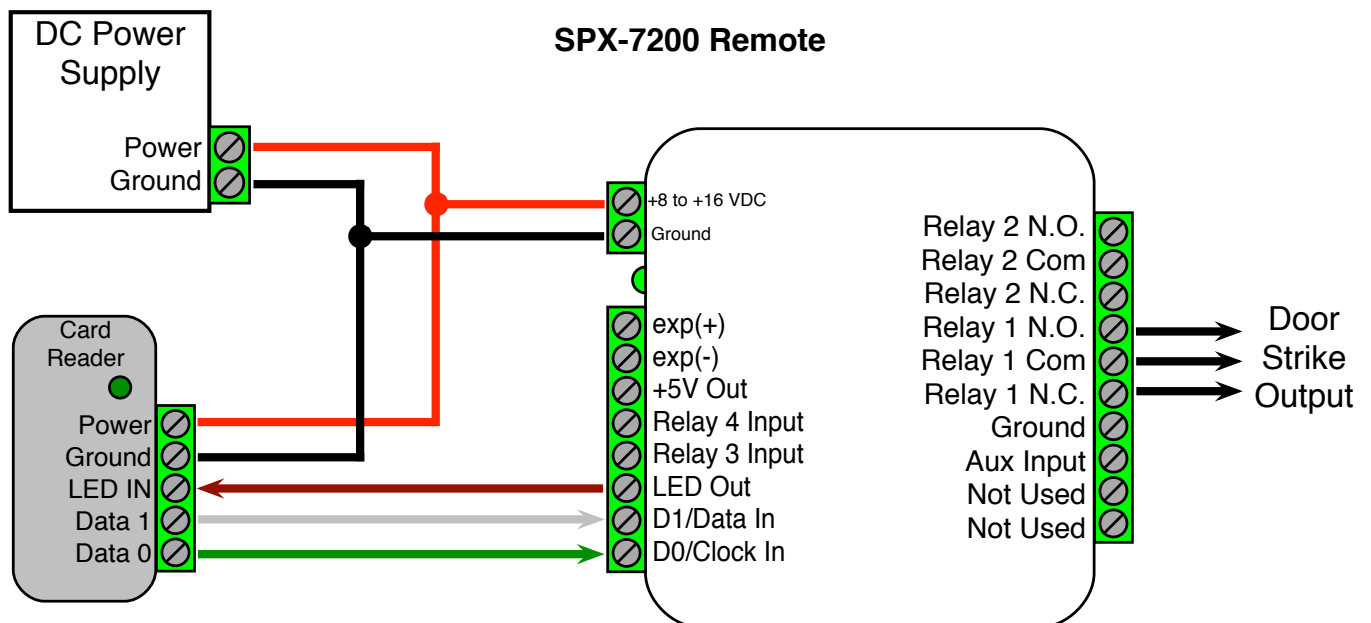 DC Power
Supply
Power
Ground
SPX-7200 Remote
+8 to +16 VDC
Ground
Card
Reader
Power
Ground
LED IN
Data 1
Data 0
exp(+)
exp(-)
+5V Out
Relay 4 Input
Relay 3 Input
LED Out
D1/Data In
D0/Clock In
Relay 2 N.O.
Relay 2 Com
Relay 2 N.C.
Relay 1 N.O.
Relay 1 Com
Relay 1 N.C.
Ground
Aux Input
Not Used
Not Used
Door
Strike
Output